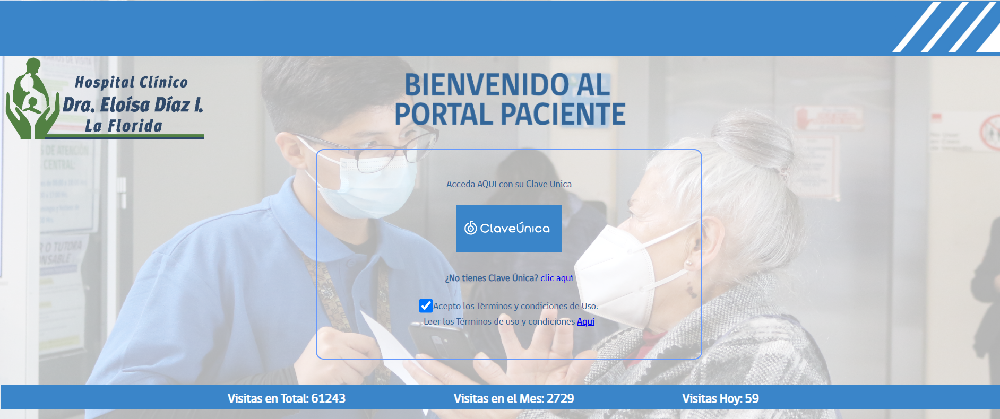 Hospital Clínico
Dra. Eloísa Díaz I.
La Florida
BIENVENIDO AL
PORTAL PACIENTE
Acceda AQUI con su Clave Única
ClaveÚnica
¿No tienes Clave Única? clic aquí
Acepto los Términos y condiciones de Uso.
Leer los Términos de uso y condiciones Aqui
Visitas en Total: 61243
Visitas en el Mes: 2729
Visitas Hoy: 59